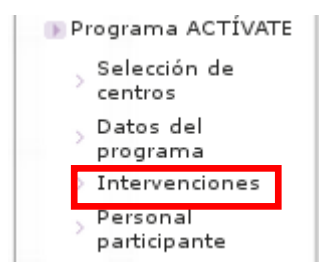 Programa ACTÍVATE
Selección de
centros
Datos del
programa
Intervenciones
Personal
participante